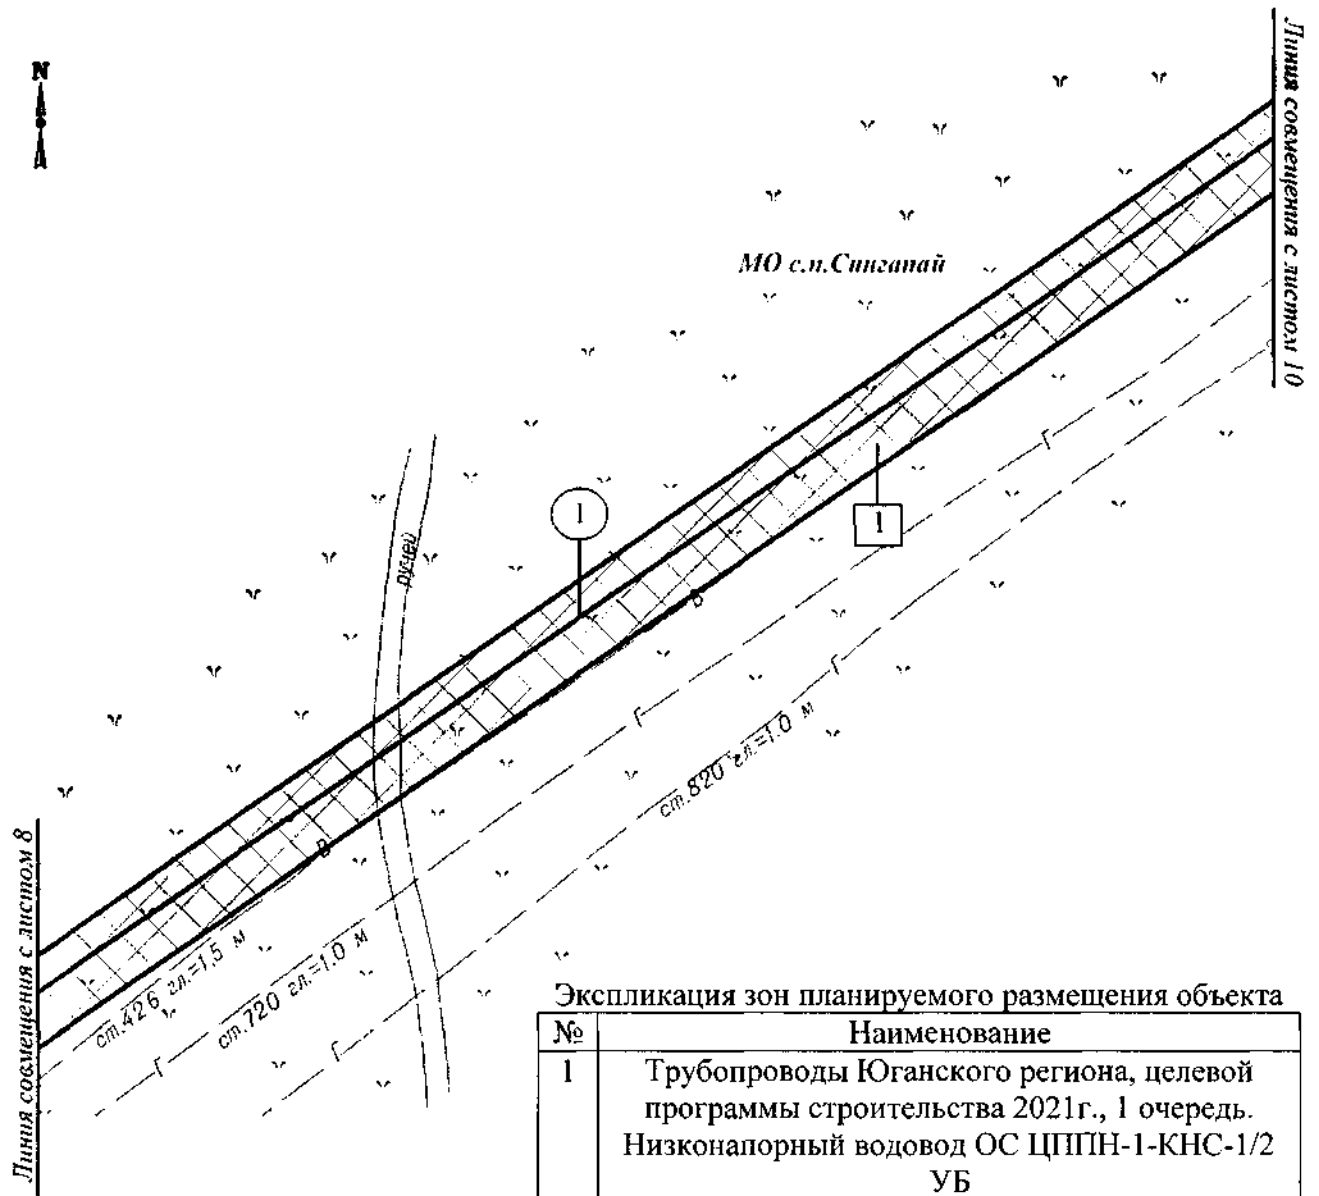 N
Линия совмещения с листом 10
МО с.п.Сингапай
ручей
1
1
В
Г
Г
Г
В
ст.820 гл.=1.0 м
ст.426 гл.=1.5 м
ст.720 гл.=1.0 м
Г
Г
Линия совмещения с листом 8
Экспликация зон планируемого размещения объекта
№ Наименование
1 Трубопроводы Юганского региона, целевой
программы строительства 2021г., 1 очередь.
Низконапорный водовод ОС ЦППН-1-КНС-1/2
УБ